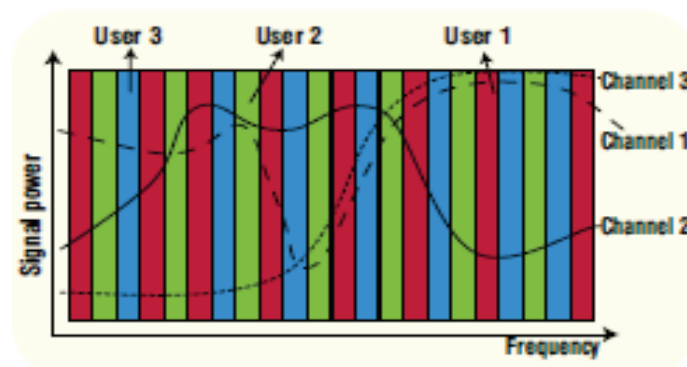 User 3
User 2
User 1
Channel 3
Channel 1
Channel 2
Signal power
Frequency